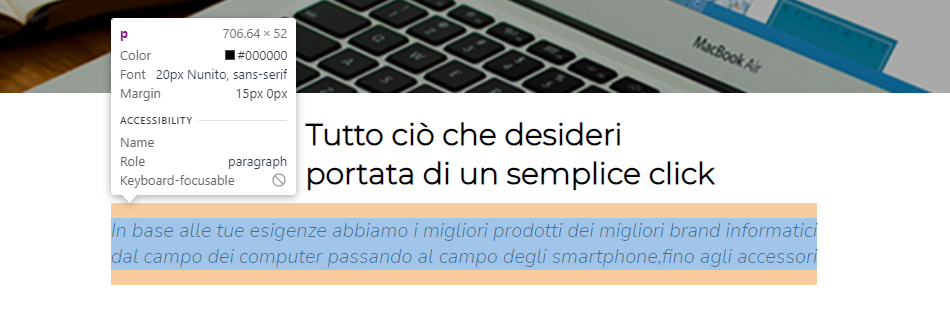 MacBook Air
p 706.64 × 52
Color #000000
Font 20px Nunito, sans-serif
Margin 15px 0px
ACCESSIBILITY
Name
Role paragraph
Keyboard-focusable
Tutto ciò che desideri
portata di un semplice click
In base alle tue esigenze abbiamo i migliori prodotti dei migliori brand informatici
dal campo dei computer passando al campo degli smartphone,fino agli accessori